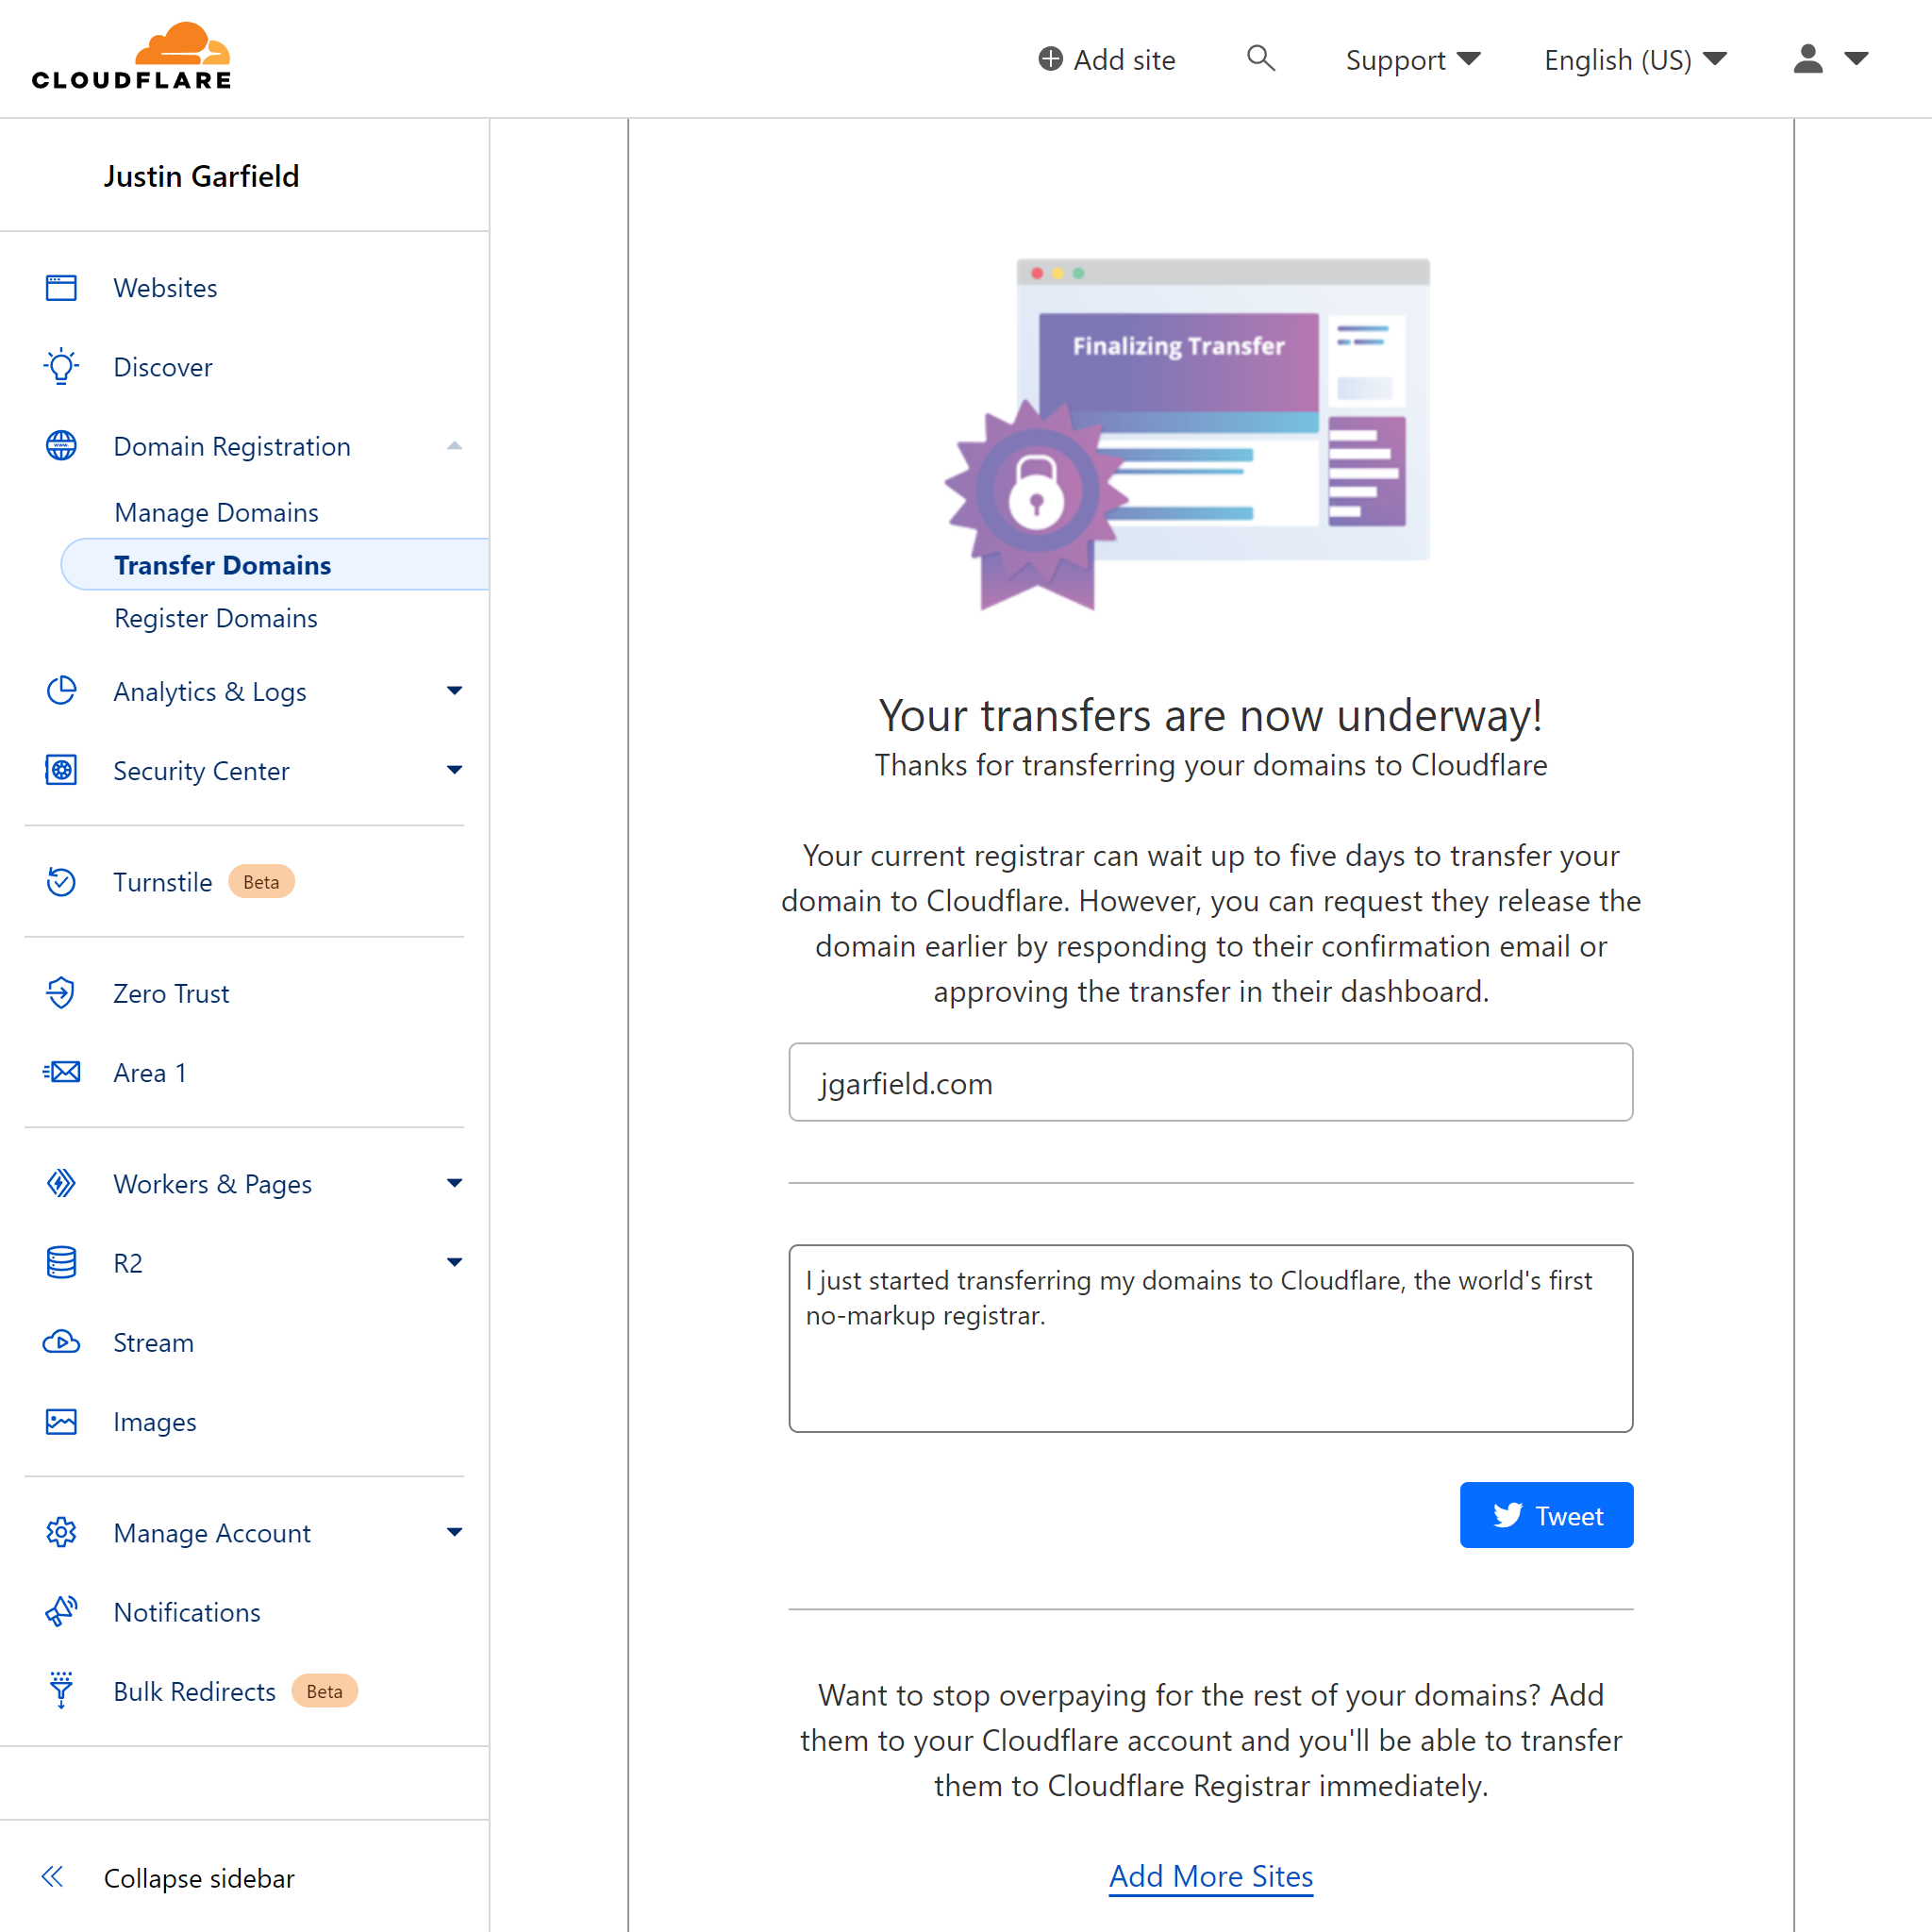 CLOUDFLARE
Add site
Support
English (US)
Justin Garfield
Websites
Discover
Domain Registration
Manage Domains
Transfer Domains
Register Domains
Analytics & Logs
Security Center
Turnstile Beta
Zero Trust
Area 1
Workers & Pages
R2
Stream
Images
Manage Account
Notifications
Bulk Redirects Beta
Collapse sidebar
Finalizing Transfer
Your transfers are now underway!
Thanks for transferring your domains to Cloudflare
Your current registrar can wait up to five days to transfer your
domain to Cloudflare. However, you can request they release the
domain earlier by responding to their confirmation email or
approving the transfer in their dashboard.
jgarfield.com
I just started transferring my domains to Cloudflare, the world's first
no-markup registrar.
Tweet
Want to stop overpaying for the rest of your domains? Add
them to your Cloudflare account and you'll be able to transfer
them to Cloudflare Registrar immediately.
Add More Sites